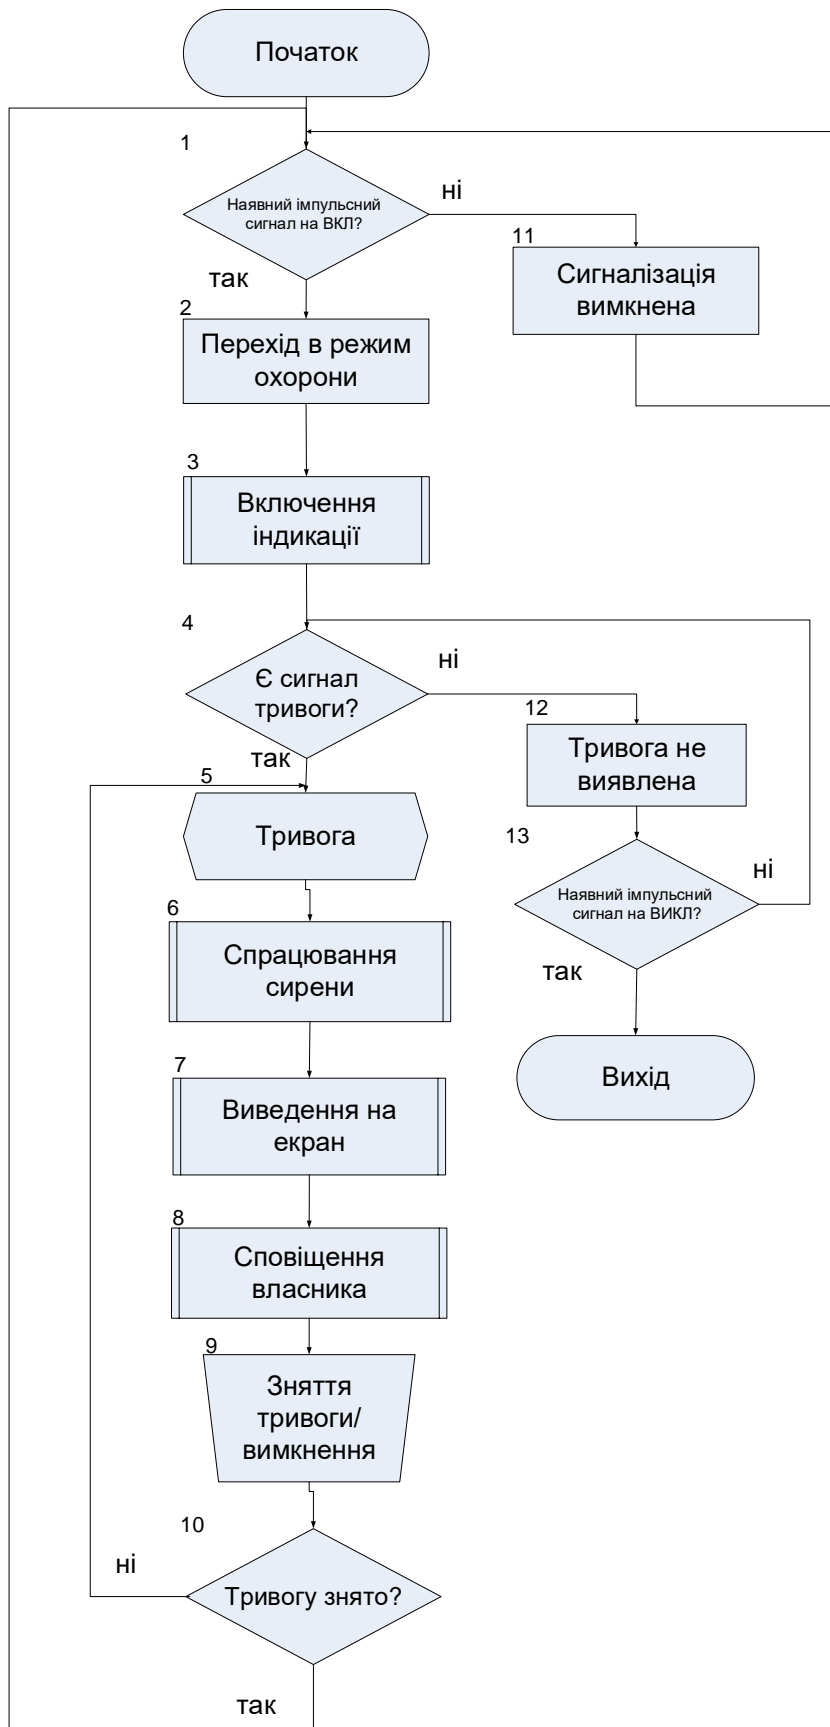 Початок
1
Наявний імпульсний
сигнал на ВКЛ?
ні
так
11
Сигналізація
вимкнена
2
Перехід в режим
охорони
3
Включення
індикації
4
Є сигнал
тривоги?
ні
так
12
Тривога не
виявлена
5
Тривога
13
Наявний імпульсний
сигнал на ВИКЛ?
ні
так
6
Спрацювання
сирени
Вихід
7
Виведення на
екран
8
Сповіщення
власника
9
Зняття
тривоги/
вимкнення
10
Тривогу знято?
ні
так